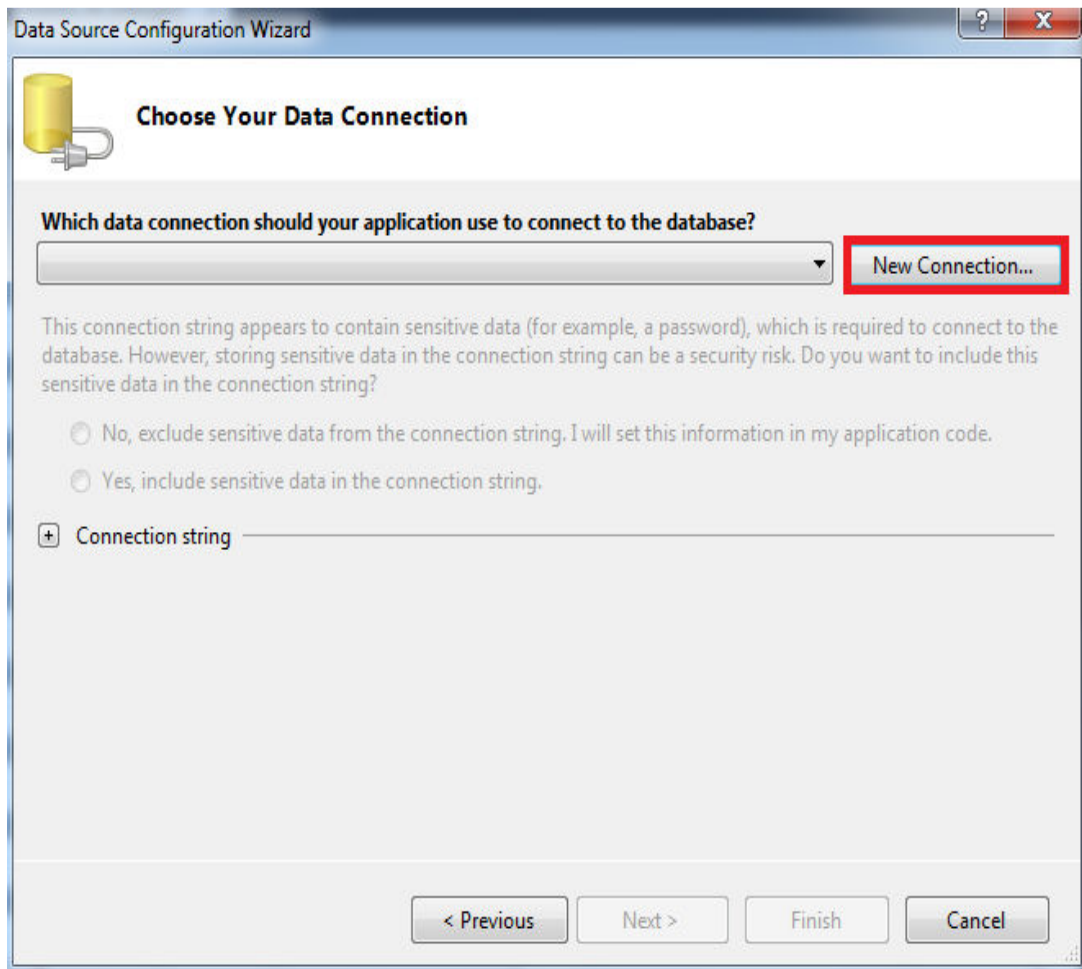 Data Source Configuration Wizard
?
X
Choose Your Data Connection
Which data connection should your application use to connect to the database?
New Connection...
This connection string appears to contain sensitive data (for example, a password), which is required to connect to the
database. However, storing sensitive data in the connection string can be a security risk. Do you want to include this
sensitive data in the connection string?
No, exclude sensitive data from the connection string. I will set this information in my application code.
Yes, include sensitive data in the connection string.
+ Connection string
< Previous
Next >
Finish
Cancel